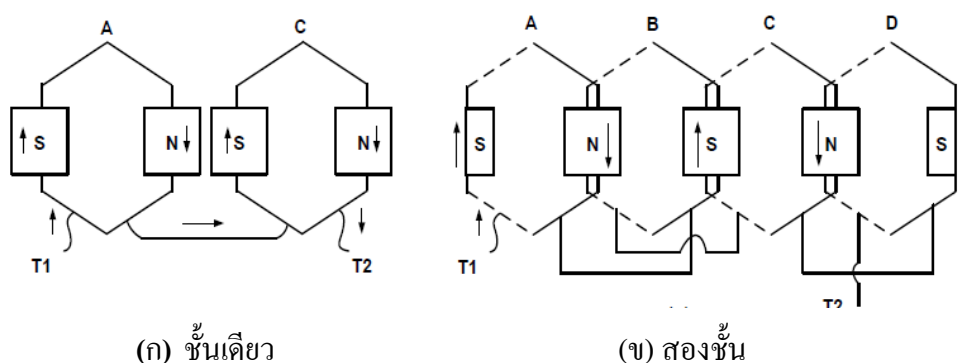 A C A B C D
S N S N S N S N S
T1 T2 T1 T2
(ก) ชั้นเดียว (ข) สองชั้น